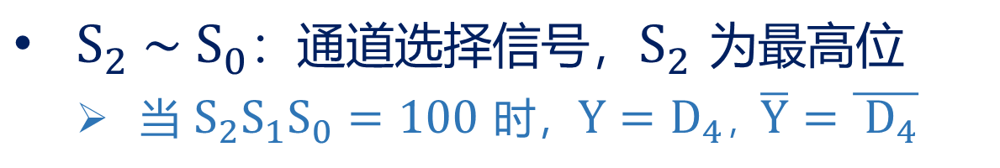 • S₂ ~ S₀：通道选择信号，S₂ 为最高位
➢ 当 S₂S₁S₀ = 100 时，Y = D₄，Y̅ = D̅₄̅